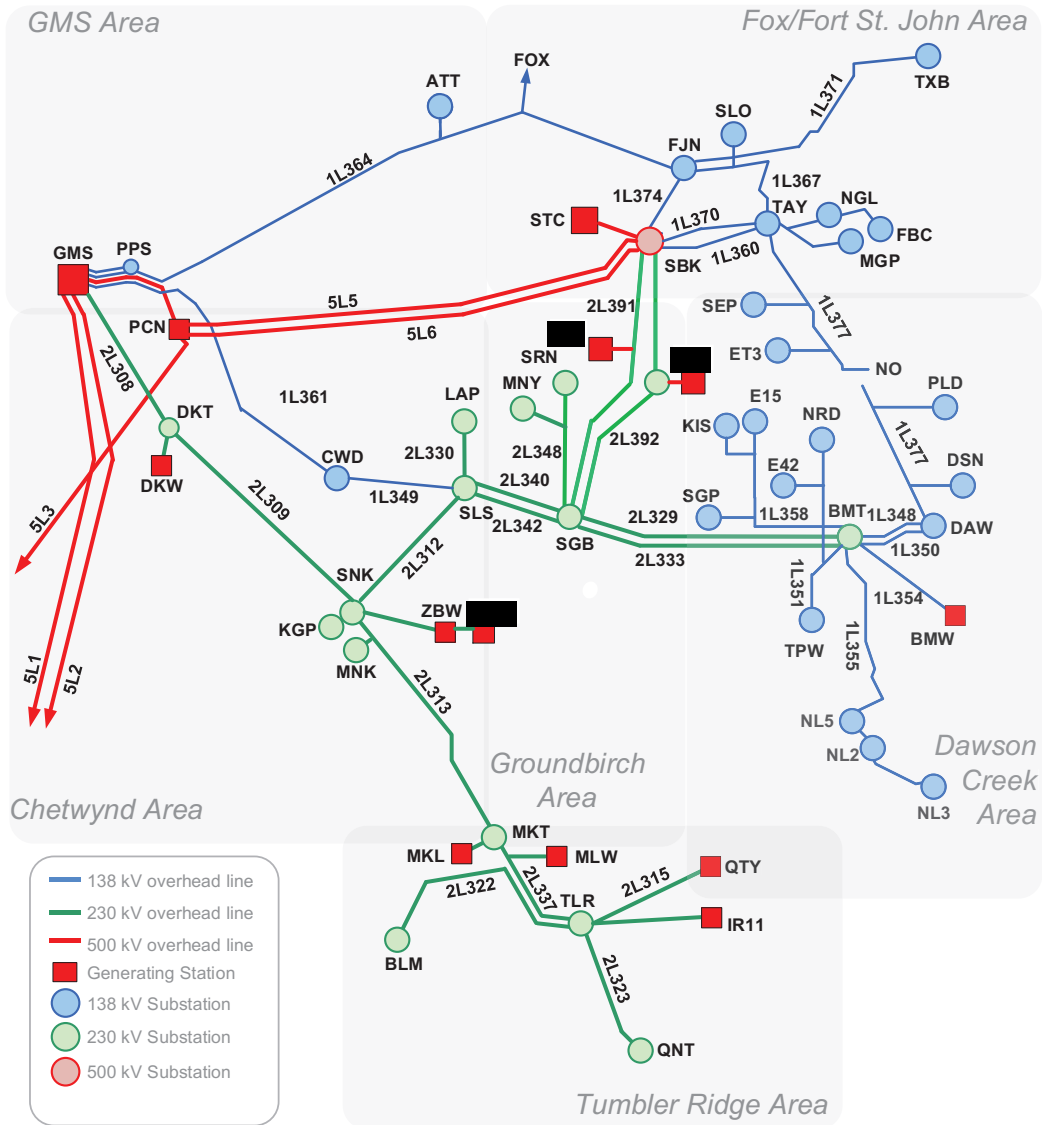 GMS Area
Fox/Fort St. John Area
FOX
ATT
TXB
1L371
SLO
FJN
1L364
1L367
1L374
NGL
TAY
1L370
STC
FBC
PPS
GMS
1L360
MGP
SBK
5L5
2L391
SEP
1L377
PCN
5L6
SRN
ET3
2L308
MNY
NO
PLD
LAP
1L361
E15
NRD
DKT
KIS
2L330
2L348
2L392
1L377
CWD
E42
DSN
DKW
2L340
SGP
2L309
1L349
SLS
1L358
BMT
1L348
2L342
2L329
DAW
5L3
SGB
2L333
1L350
2L312
SNK
1L351
1L354
ZBW
KGP
TPW
BMW
1L355
MNK
5L1
5L2
2L313
NL5
Groundbirch
Area
NL2
Dawson
Creek
Area
Chetwynd Area
NL3
MKT
MKL
MLW
138 kV overhead line
2L322
2L337
2L315
QTY
230 kV overhead line
TLR
IR11
500 kV overhead line
BLM
Generating Station
2L323
138 kV Substation
230 kV Substation
QNT
500 kV Substation
Tumbler Ridge Area